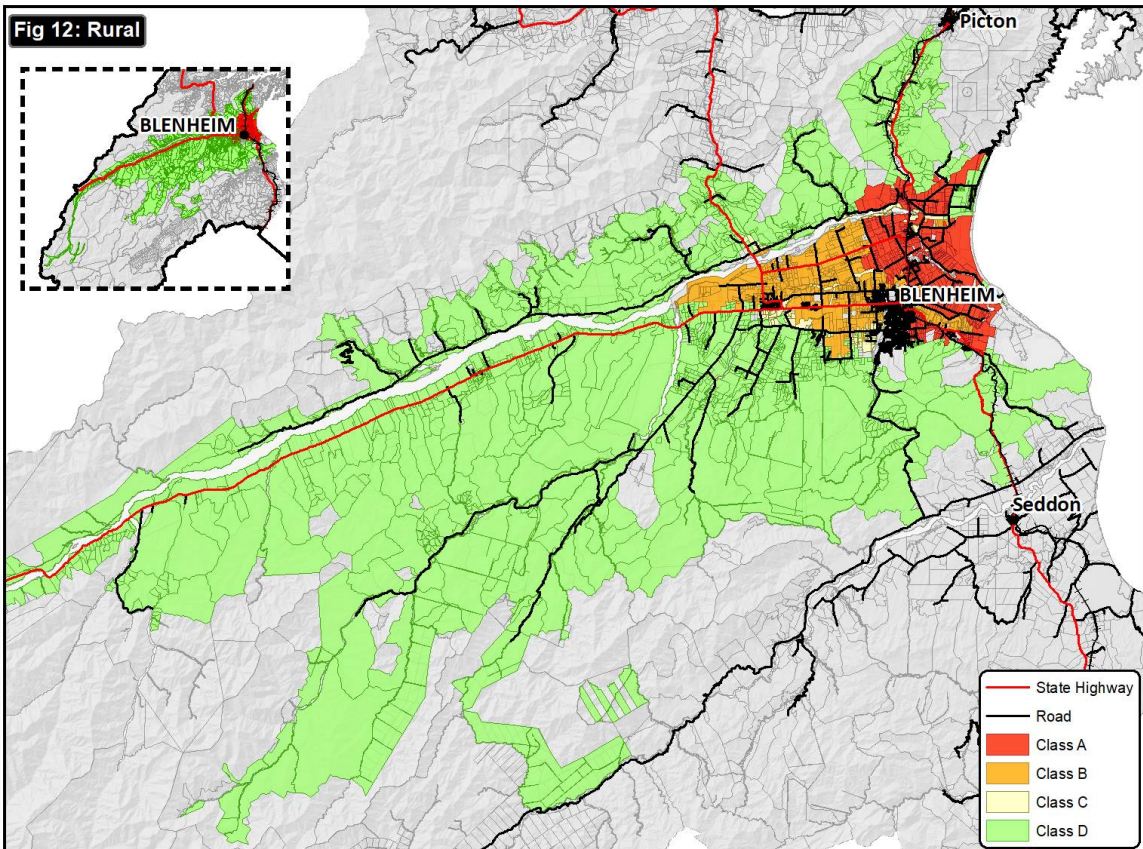 Fig 12: Rural
Picton
BLENHEIM
BLENHEIM
Seddon
State Highway
Road
Class A
Class B
Class C
Class D